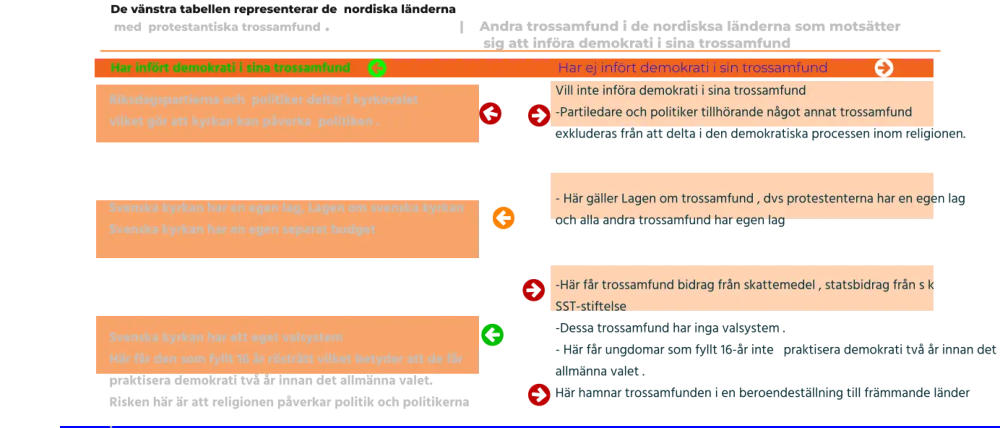 De vänstra tabellen representerar de nordiska länderna
med protestantiska trossamfund . | Andra trossamfund i de nordisksa länderna som motsätter
sig att införa demokrati i sina trossamfund
Har infört demokrati i sina trossamfund
Har ej infört demokrati i sin trossamfund
Riksdagspartierna och politiker deltar i kyrkovalet
vilket gör att kyrkan kan påverka politiken .
Vill inte införa demokrati i sina trossamfund
-Partiledare och politiker tillhörande något annat trossamfund
exkluderas från att delta i den demokratiska processen inom religionen.
Svenska kyrkan har en egen lag, Lagen om svenska kyrkan
Svenska kyrkan har en egen separat budget
- Här gäller Lagen om trossamfund , dvs protestenterna har en egen lag
och alla andra trossamfund har egen lag
-Här får trossamfund bidrag från skattemedel , statsbidrag från s k
SST-stiftelse
-Dessa trossamfund har inga valsystem .
- Här får ungdomar som fyllt 16-år inte praktisera demokrati två år innan det
allmänna valet .
Här hamnar trossamfunden i en beroendeställning till främmande länder
Svenska kyrkan har ett eget valsystem
Här får den som fyllt 16 år rösträtt vilket betyder att de får
praktisera demokrati två år innan det allmänna valet.
Risken här är att religionen påverkar politik och politikerna